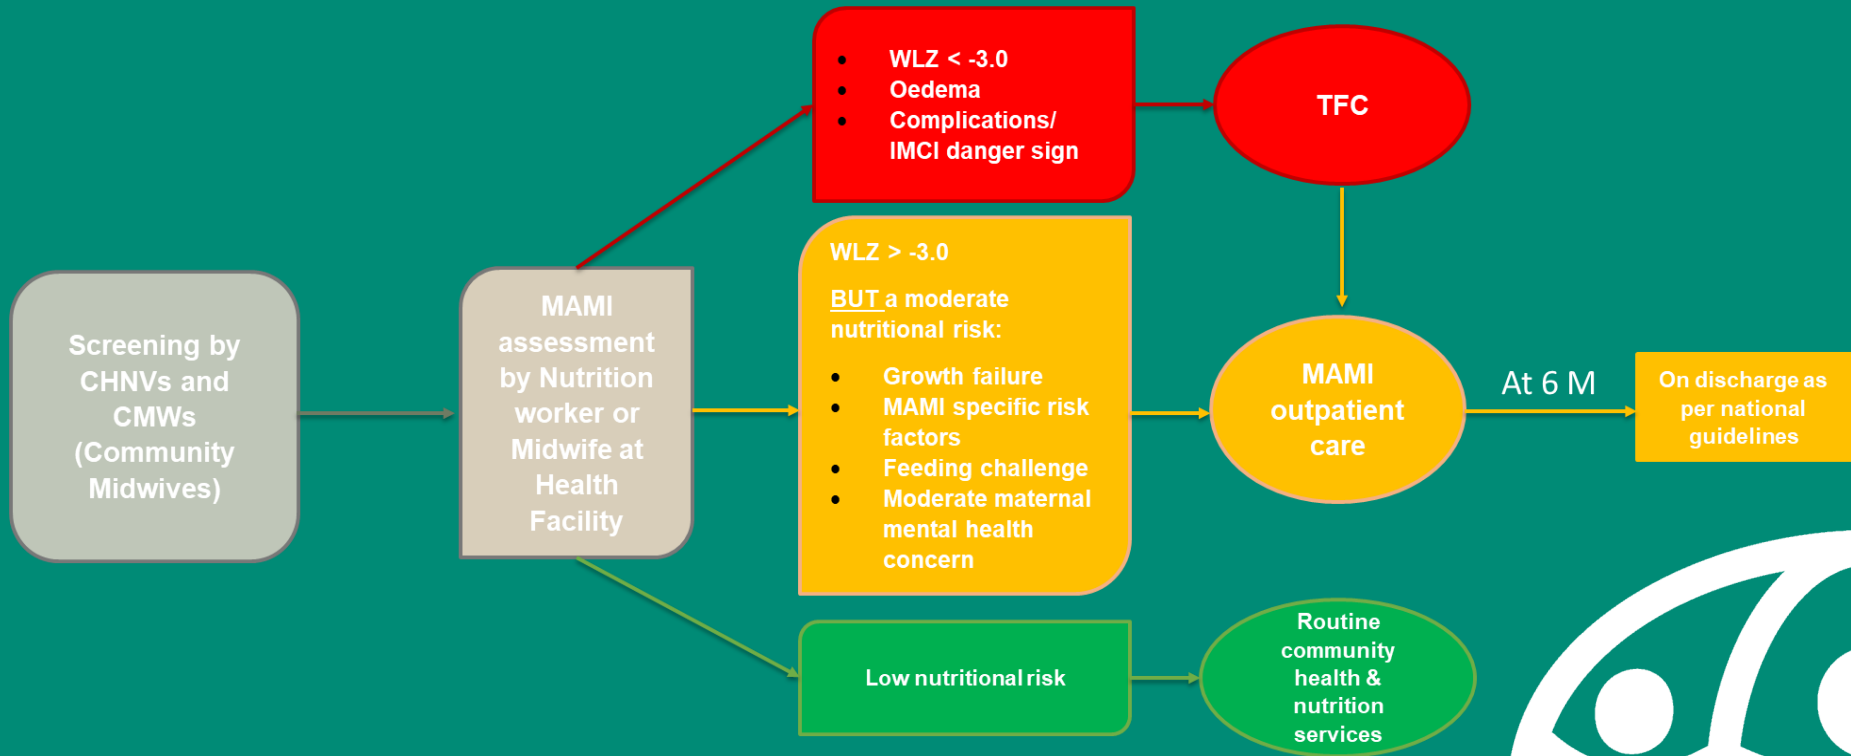 Screening by
CHNVs and
CMWs
(Community
Midwives)
MAMI
assessment
by Nutrition
worker or
Midwife at
Health
Facility
• WLZ < -3.0
• Oedema
• Complications/
IMCI danger sign
TFC
WLZ > -3.0
BUT a moderate
nutritional risk:
• Growth failure
• MAMI specific risk
factors
• Feeding challenge
• Moderate maternal
mental health
concern
MAMI
outpatient
care
At 6 M
On discharge as
per national
guidelines
Low nutritional risk
Routine
community
health &
nutrition
services